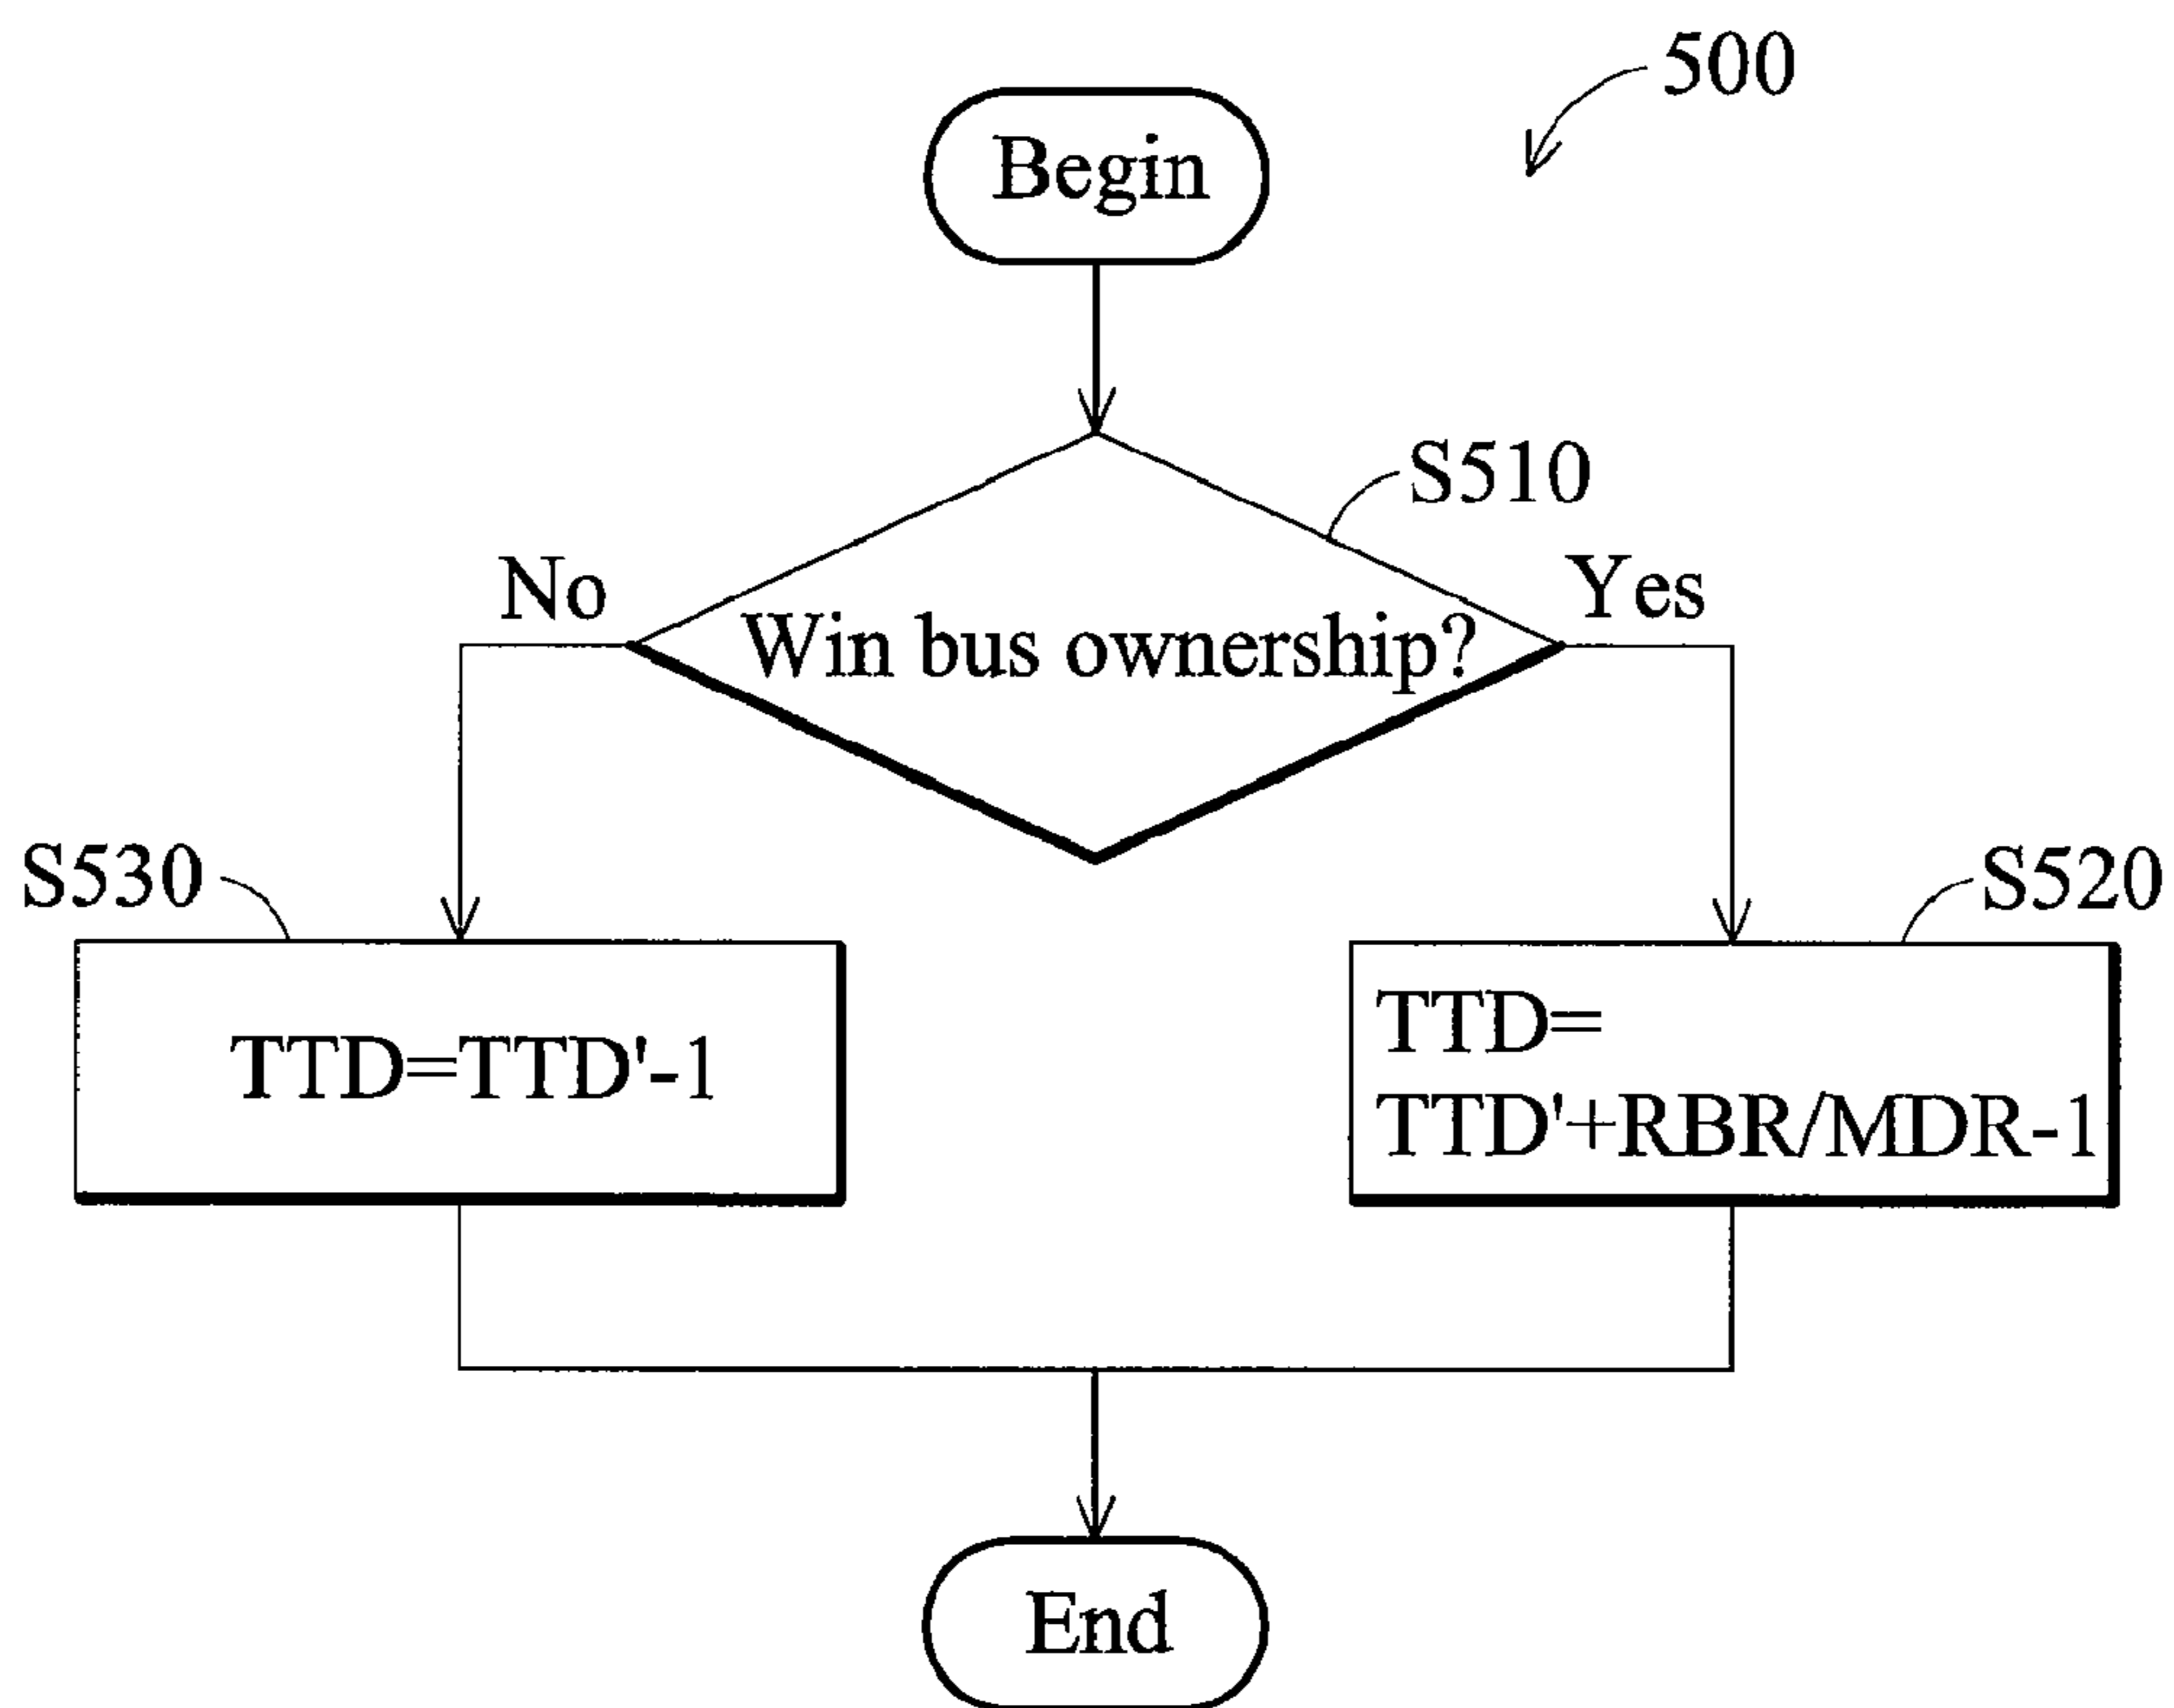 500
Begin
S510
No
Yes
Win bus ownership?
S530
S520
TTD=TTD'-1
TTD=
TTD'+RBR/MDR-1
End